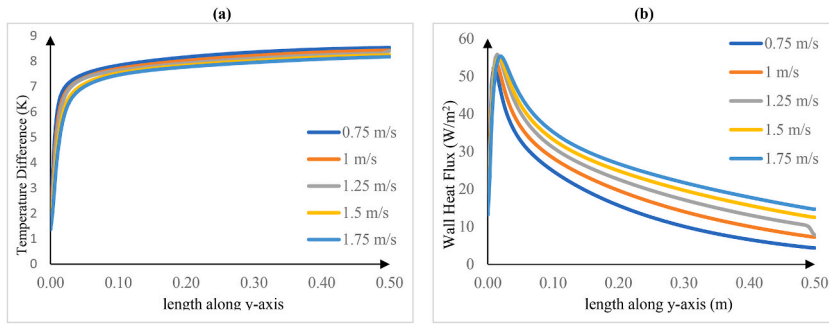 (a)
9
8
7
6
5
4
3
2
1
0
Temperature Difference (K)
0.75 m/s
1 m/s
1.25 m/s
1.5 m/s
1.75 m/s
0.00 0.10 0.20 0.30 0.40 0.50
length along y-axis
(b)
60
50
40
30
20
10
0
Wall Heat Flux (W/m²)
0.75 m/s
1 m/s
1.25 m/s
1.5 m/s
1.75 m/s
0.00 0.10 0.20 0.30 0.40 0.50
length along y-axis (m)